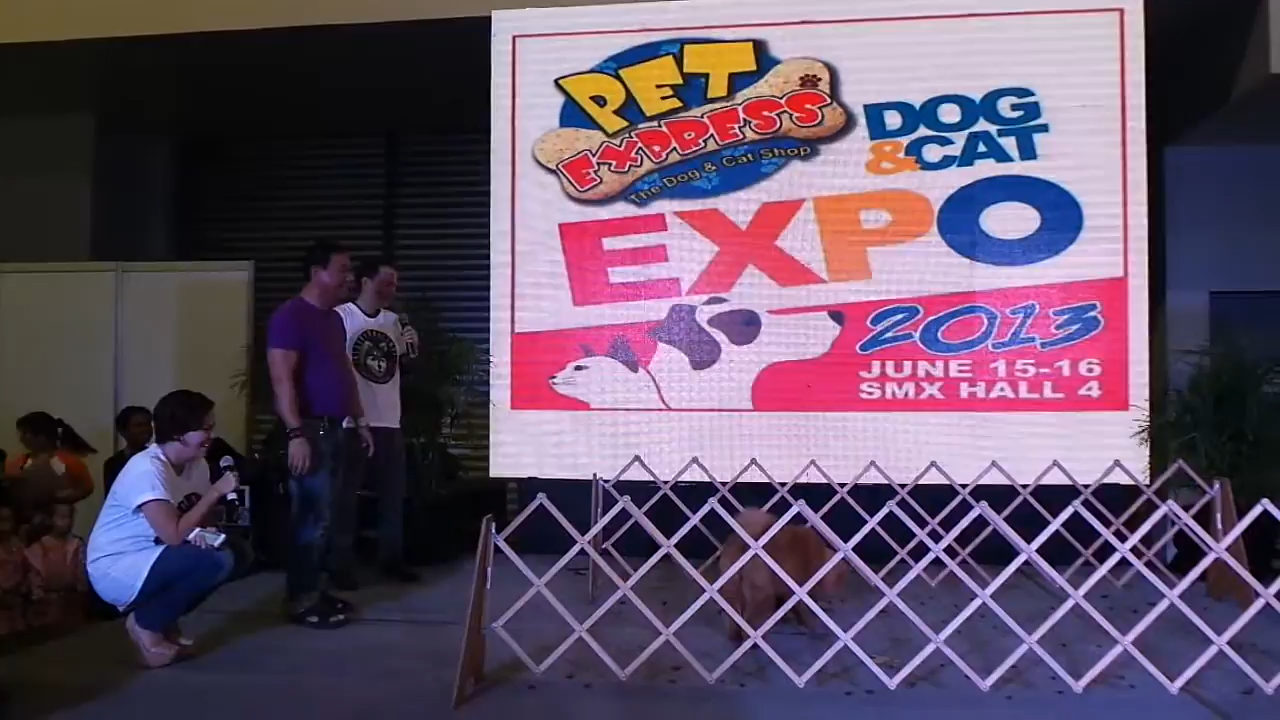 PET
EXPRESS
The Dog & Cat Shop
DOG
&CAT
EXPO
2013
JUNE 15-16
SMX HALL 4